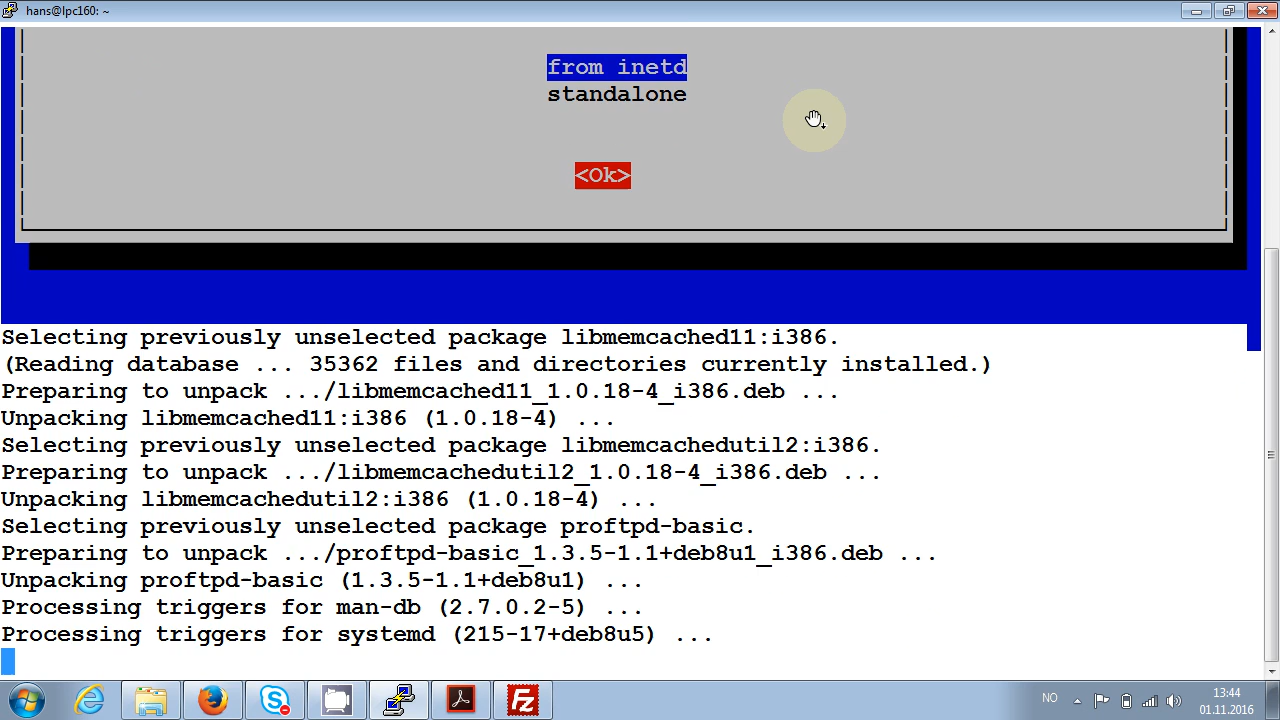 hans@lpc160: ~
from inetd
standalone
<Ok>
Selecting previously unselected package libmemcached11:i386.
(Reading database ... 35362 files and directories currently installed.)
Preparing to unpack .../libmemcached11_1.0.18-4_i386.deb ...
Unpacking libmemcached11:i386 (1.0.18-4) ...
Selecting previously unselected package libmemcachedutil2:i386.
Preparing to unpack .../libmemcachedutil2_1.0.18-4_i386.deb ...
Unpacking libmemcachedutil2:i386 (1.0.18-4) ...
Selecting previously unselected package proftpd-basic.
Preparing to unpack .../proftpd-basic_1.3.5-1.1+deb8u1_i386.deb ...
Unpacking proftpd-basic (1.3.5-1.1+deb8u1) ...
Processing triggers for man-db (2.7.0.2-5) ...
Processing triggers for systemd (215-17+deb8u5) ...
NO
13:44
01.11.2016